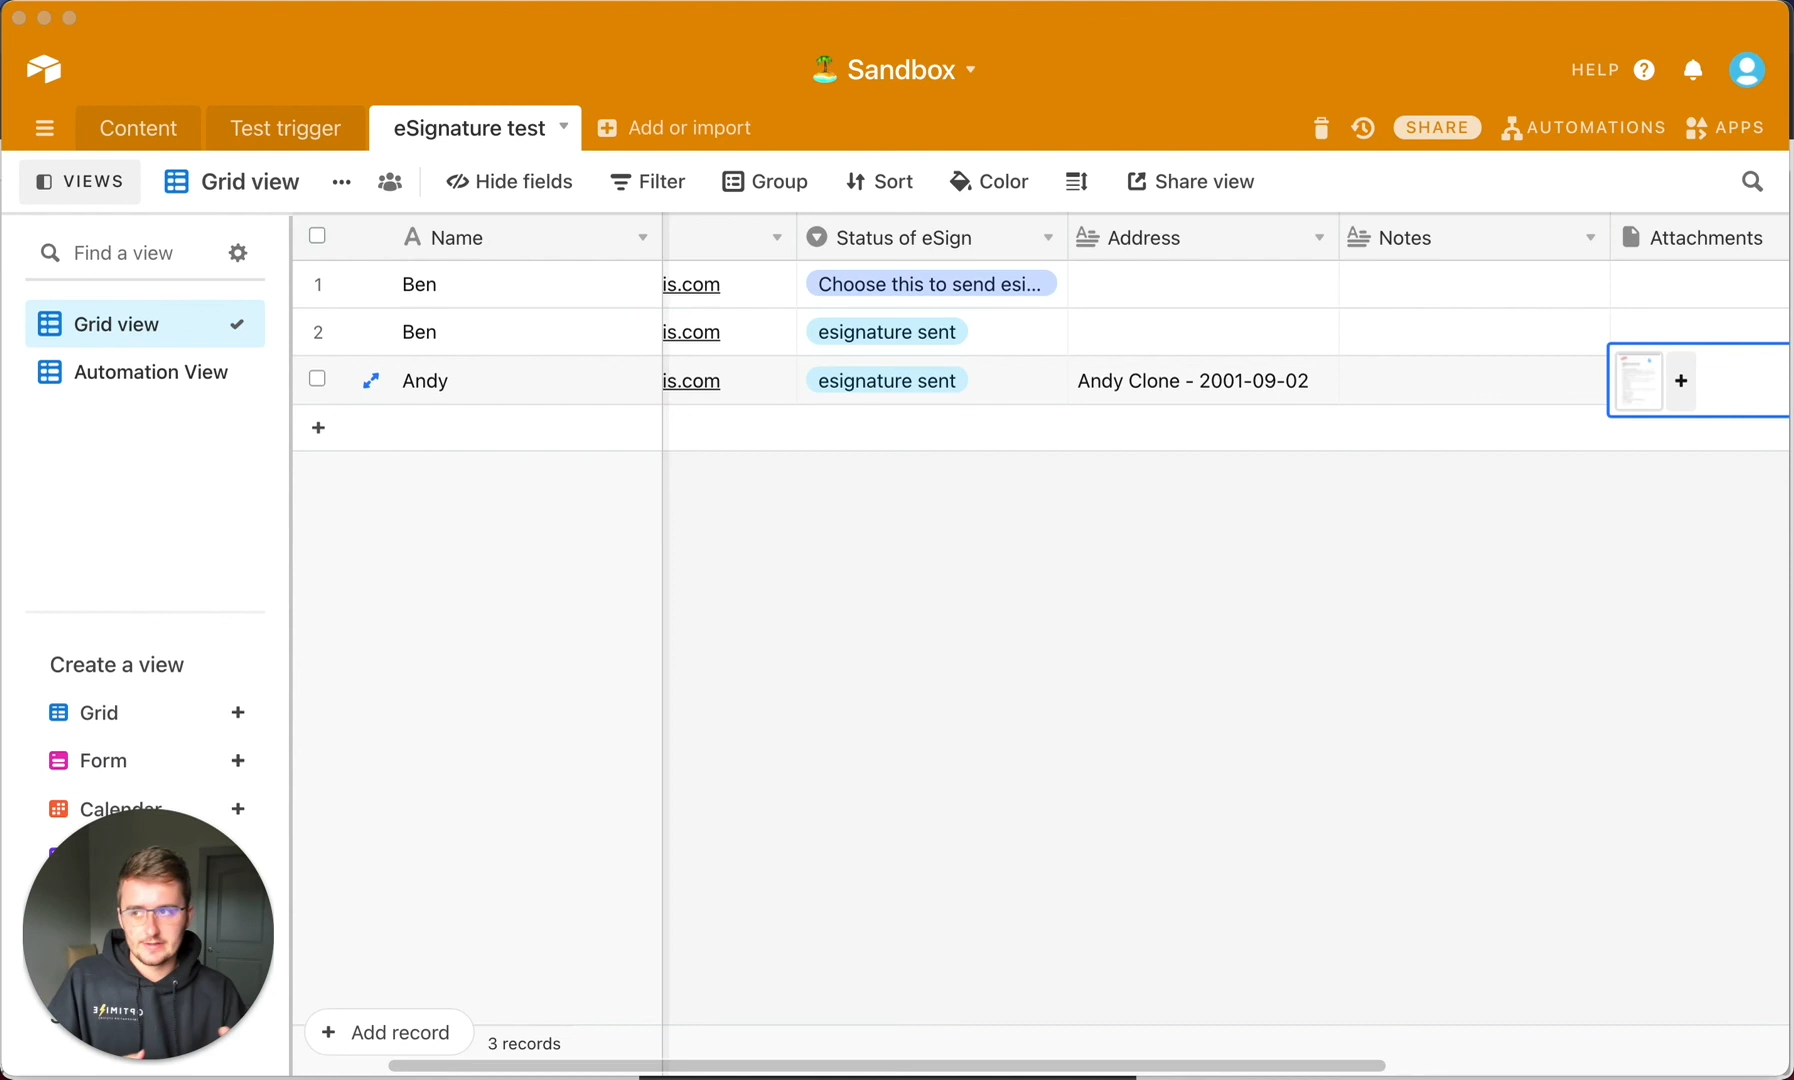 Sandbox
HELP
Content
Test trigger
eSignature test
Add or import
SHARE
AUTOMATIONS
APPS
VIEWS
Grid view
Hide fields
Filter
Group
Sort
Color
Share view
Find a view
Grid view
Automation View
Name
Status of eSign
Address
Notes
Attachments
1
Ben
is.com
Choose this to send esi...
2
Ben
is.com
esignature sent
Andy
is.com
esignature sent
Andy Clone - 2001-09-02
Create a view
Grid
Form
Calendar
Add record
3 records